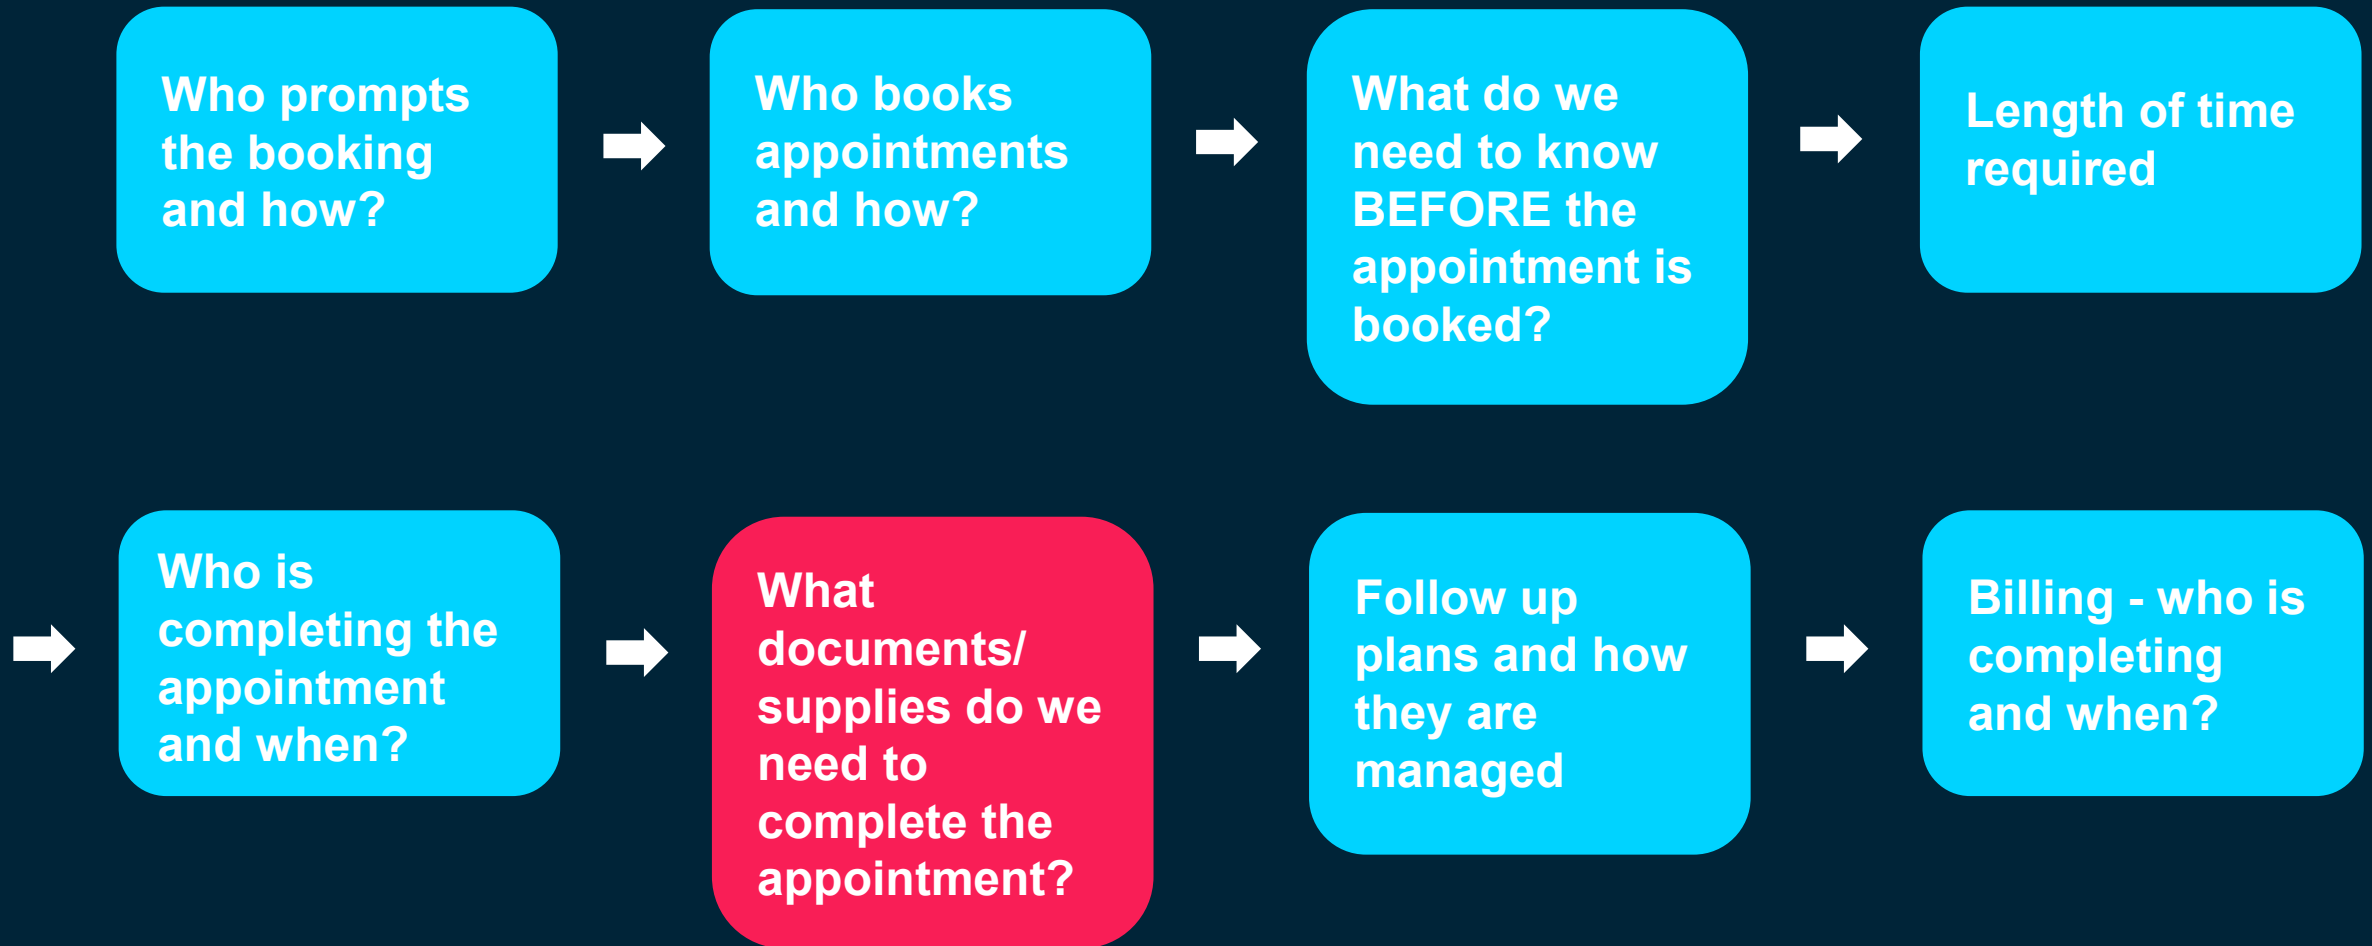 Who prompts
the booking
and how?
Who books
appointments
and how?
What do we
need to know
BEFORE the
appointment is
booked?
Length of time
required
Who is
completing the
appointment
and when?
What
documents/
supplies do we
need to
complete the
appointment?
Follow up
plans and how
they are
managed
Billing - who is
completing
and when?